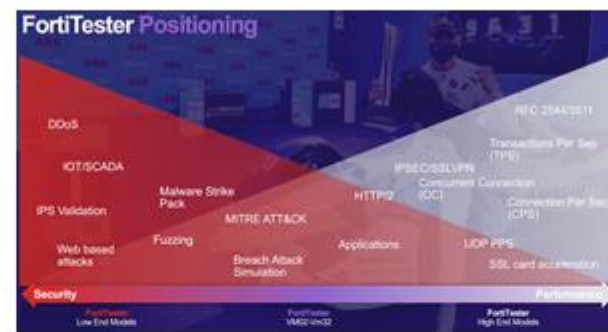 FortiTester Positioning
RFC 2544/3511
DDoS
Transactions Per Sec
(TPS)
IOT/SCADA
IPSEC/SSLVPN
Concurrent Connection
(CC)
Malware Strike
Pack
HTTP/2
Connection Per Sec
(CPS)
IPS Validation
MITRE ATT&CK
Web based
attacks
Fuzzing
Applications
UDP PPS
Breach Attack
Simulation
SSL card acceleration
Security
Performance
FortiTester
Low End Models
FortiTester
VM02-Vm32
FortiTester
High End Models